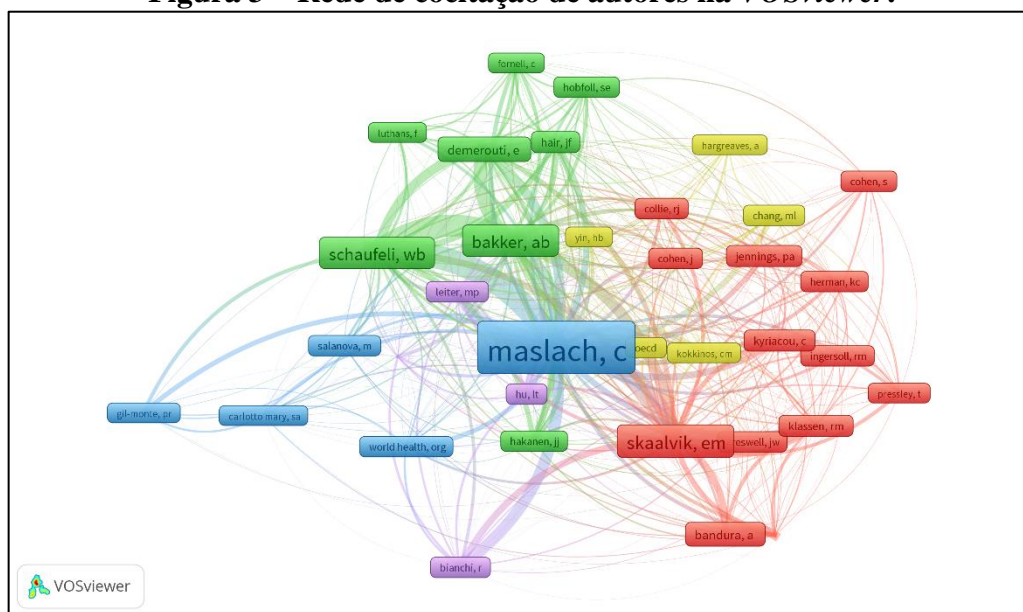 Figura 3 – Rede de cocitação de autores na VOSviewer.
fornell, c
hobfoll, se
luthans, f
demerouti, e
hair, jf
hargreaves, a
cohen, s
collie, rj
chang, ml
schaufeli, wb
bakker, ab
yin, hb
cohen, j
jennings, pa
herman, kc
leiter, mp
salanova, m
maslach, c
oecd
kokkinos, cm
kyriacou, c
ingersoll, rm
pressley, t
hu, lt
gil-monte, pr
carlotto mary, sa
world health, org
hakanen, jj
skaalvik, em
reswell, jw
klassen, rm
bandura, a
bianchi, r
VOSviewer